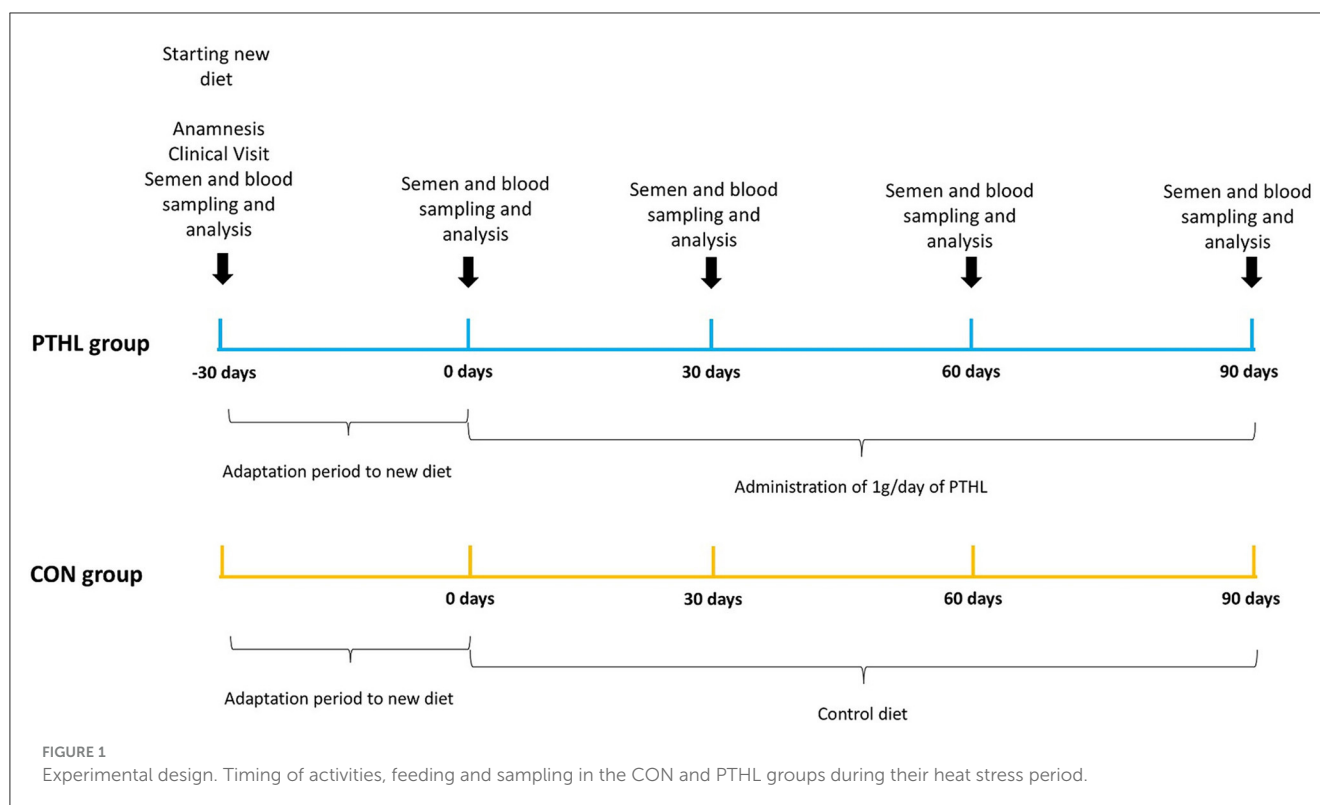 Starting new
diet
Anamnesis
Clinical Visit
Semen and blood
sampling and
analysis
Semen and blood
sampling and
analysis
Semen and blood
sampling and
analysis
Semen and blood
sampling and
analysis
Semen and blood
sampling and
analysis
PTHL group
-30 days
0 days
30 days
60 days
90 days
Adaptation period to new diet
Administration of 1g/day of PTHL
CON group
0 days
30 days
60 days
90 days
Adaptation period to new diet
Control diet
FIGURE 1
Experimental design. Timing of activities, feeding and sampling in the CON and PTHL groups during their heat stress period.